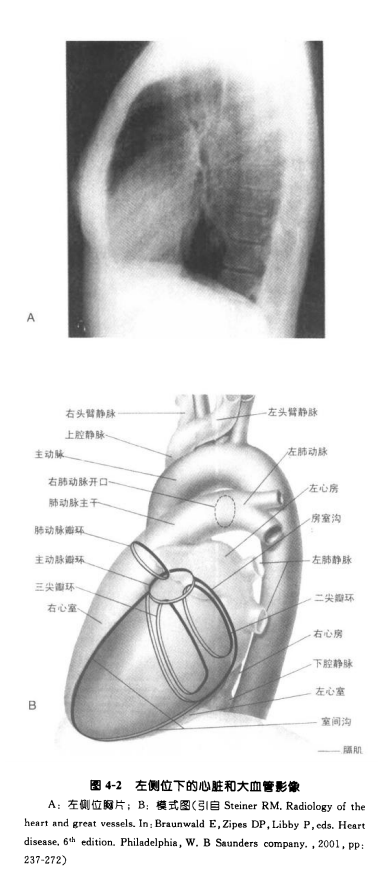 A
右头臂静脉
左头臂静脉
上腔静脉
主动脉
左肺动脉
右肺动脉开口
左心房
肺动脉主干
房室沟
肺动脉瓣环
主动脉瓣环
左肺静脉
三尖瓣环
二尖瓣环
右心室
右心房
下腔静脉
B
左心室
室间沟
膈肌
图 4-2 左侧位下的心脏和大血管影像
A：左侧位胸片；B：模式图(引自 Steiner RM. Radiology of the
heart and great vessels. In: Braunwald E, Zipes DP, Libby P, eds. Heart
disease. 6th edition. Philadelphia, W. B Saunders company. , 2001, pp:
237-272)